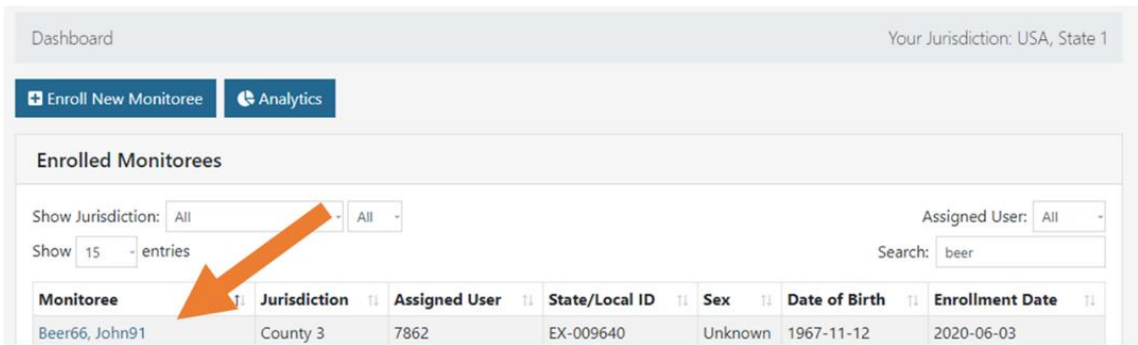 Dashboard Your Jurisdiction: USA, State 1
Enroll New Monitoree Analytics
Enrolled Monitorees
Show Jurisdiction: All All Assigned User: All
Show 15 entries Search: beer
Monitoree Jurisdiction Assigned User State/Local ID Sex Date of Birth Enrollment Date
Beer66, John91 County 3 7862 EX-009640 Unknown 1967-11-12 2020-06-03